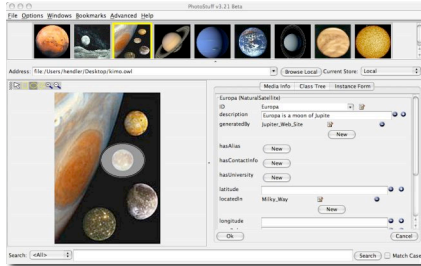 PhotoStuff v3.21 Beta
File Options Windows Bookmarks Advanced Help
Address: file:/Users/hendler/Desktop/kimo.owl
Browse Local
Current Store: Local
Media Info Class Tree Instance Form
Europa (NaturalSatellite)
ID Europa
description Europa is a moon of Jupite
generatedBy Jupiter_Web_Site
New
hasAlias New
hasContactInfo New
hasUniversity New
latitude
locatedIn Milky_Way
New
longitude
Ok Cancel
Search: <All> Search Match Case